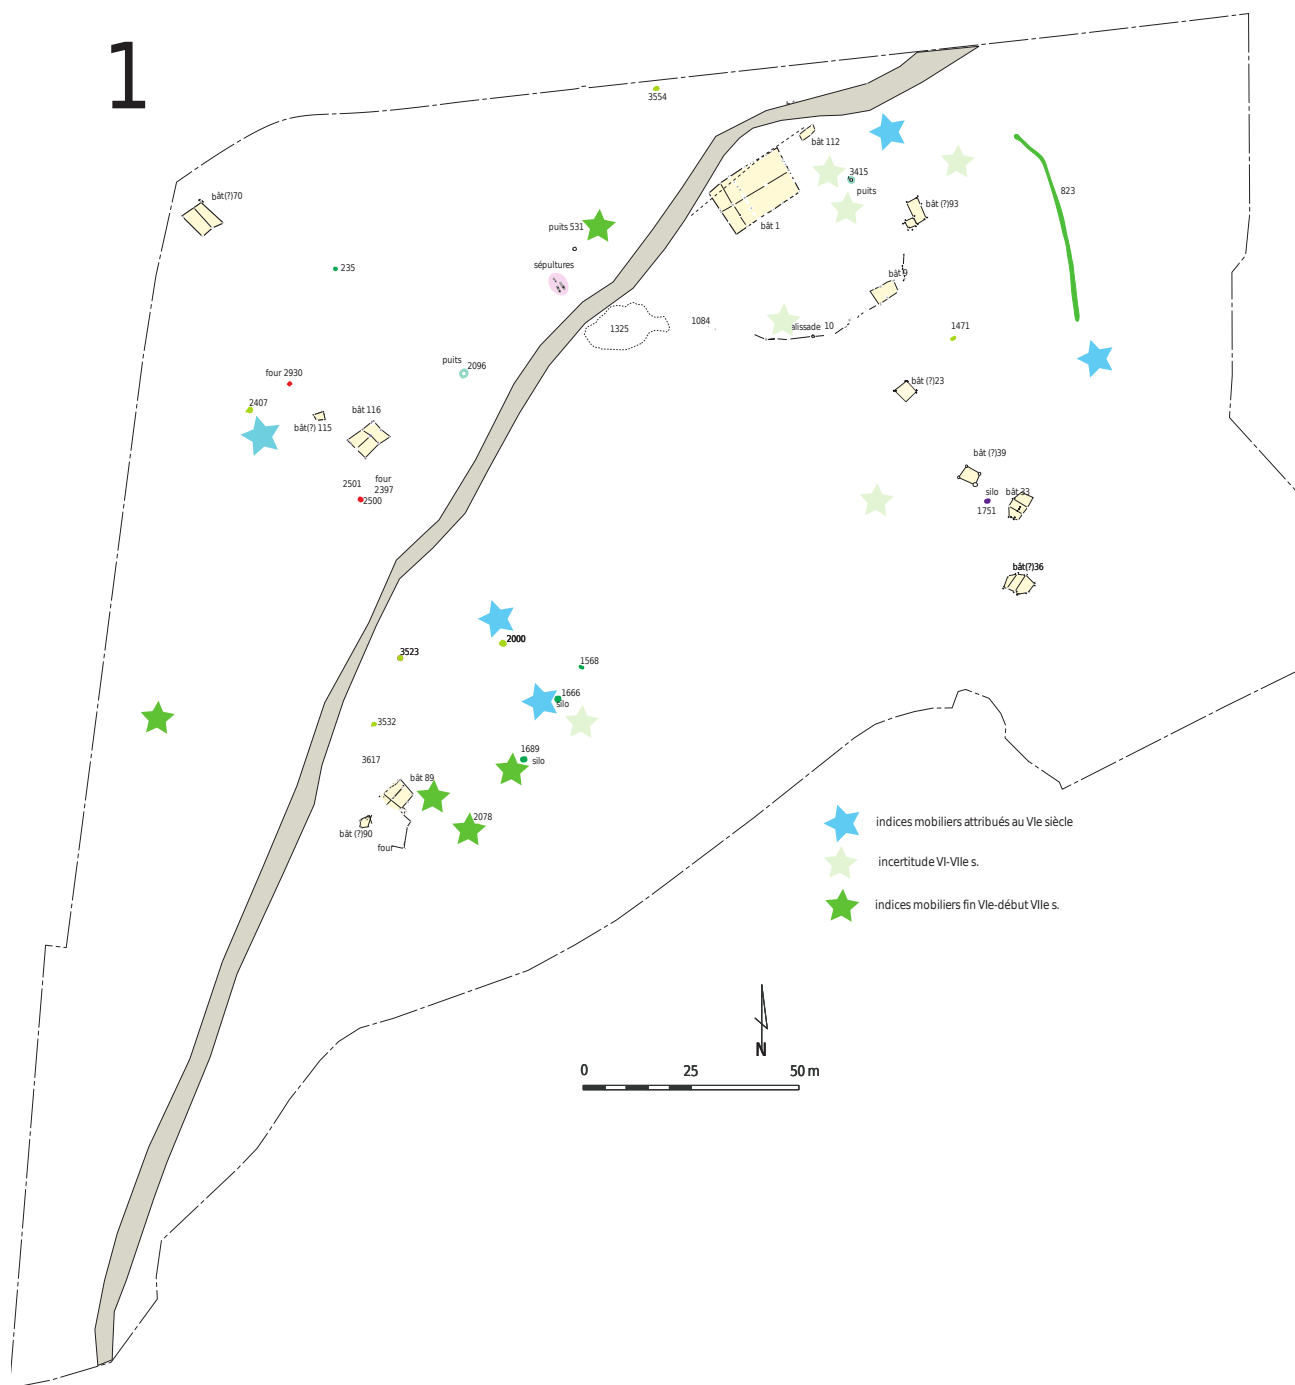 1
3554
bât 112
3415
puits
823
bât(?)70
bât (?)93
puits 531
bât 1
sépultures
235
bât 9
1325
1084
alissade 10
1471
puits
2096
four 2930
bât (?)23
2407
bât 116
bât(?) 115
bât (?)39
2501
four
2397
2500
silo
bât 33
1751
bât(?)36
2000
3523
1568
1666
silo
3532
1689
silo
3617
bât 89
2078
bât (?)90
four
indices mobiliers attribués au VIe siècle
incertitude VI-VIIe s.
indices mobiliers fin VIe-début VIIe s.
N
0 25 50 m